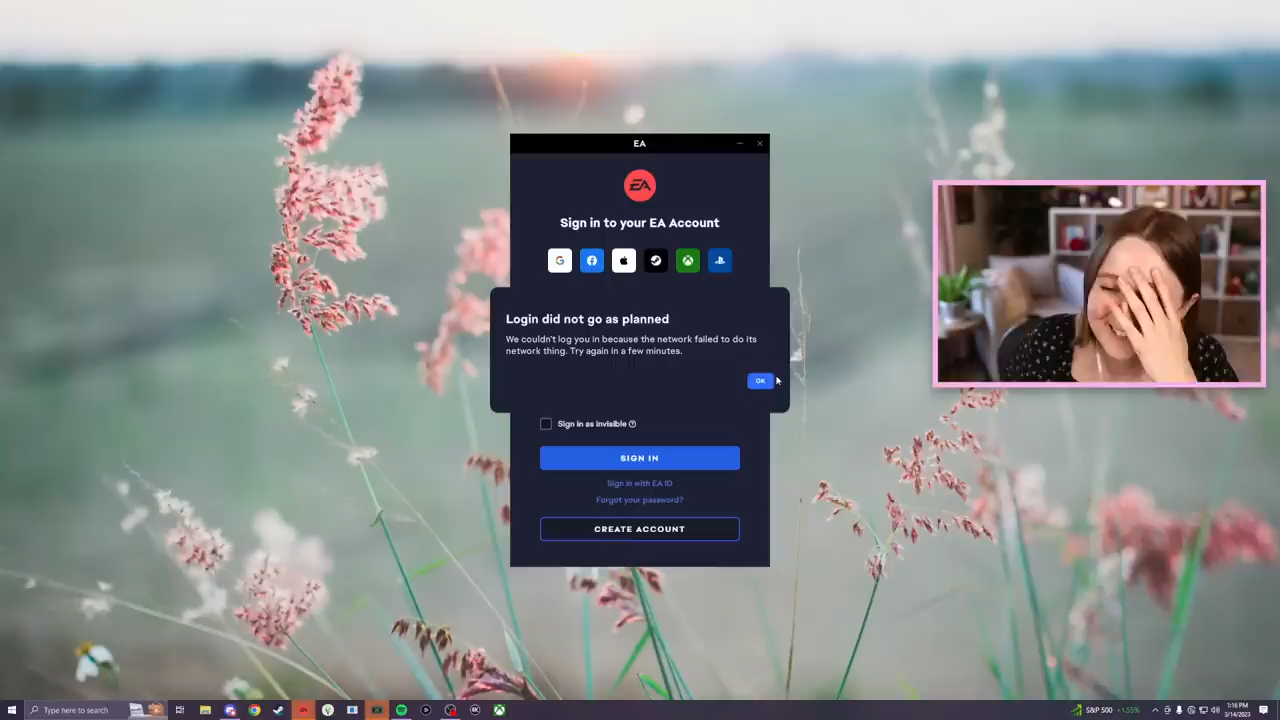 EA
EA
Sign in to your EA Account
Login did not go as planned
We couldn't log you in because the network failed to do its
network thing. Try again in a few minutes.
OK
Sign in as invisible
SIGN IN
Sign in with EA ID
Forgot your password?
CREATE ACCOUNT
Type here to search
S&P 500 +1.55%
1:16 PM
3/14/2023